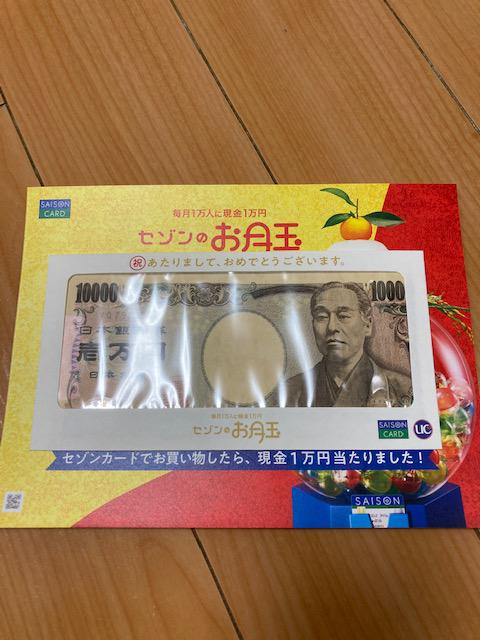 SAISON
CARD
毎月1万人に現金1万円
セゾンのお月玉
祝あたりまして、おめでとうございます。
10000
1000
日本銀行券
壱万円
毎月1万人に現金1万円
セゾンのお月玉
SAISON
CARD
UC
セゾンカードでお買い物したら、現金1万円当たりました!
SAISON